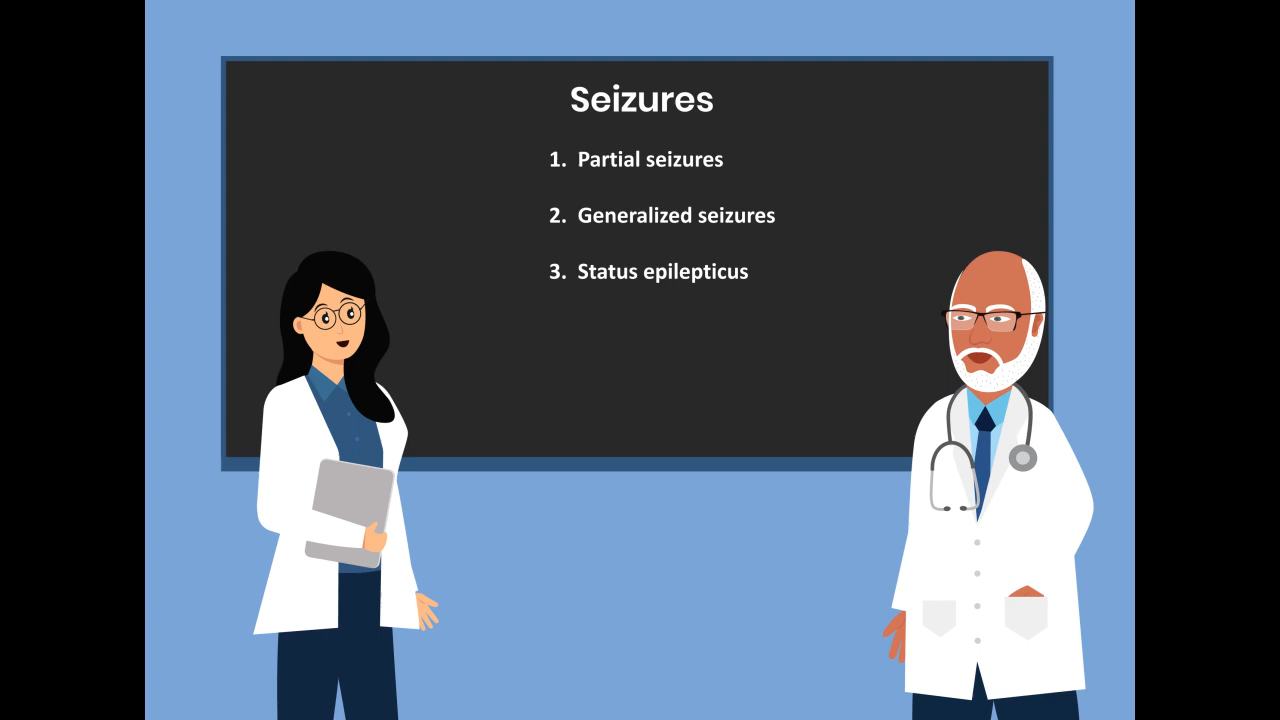 Seizures
1. Partial seizures
2. Generalized seizures
3. Status epilepticus